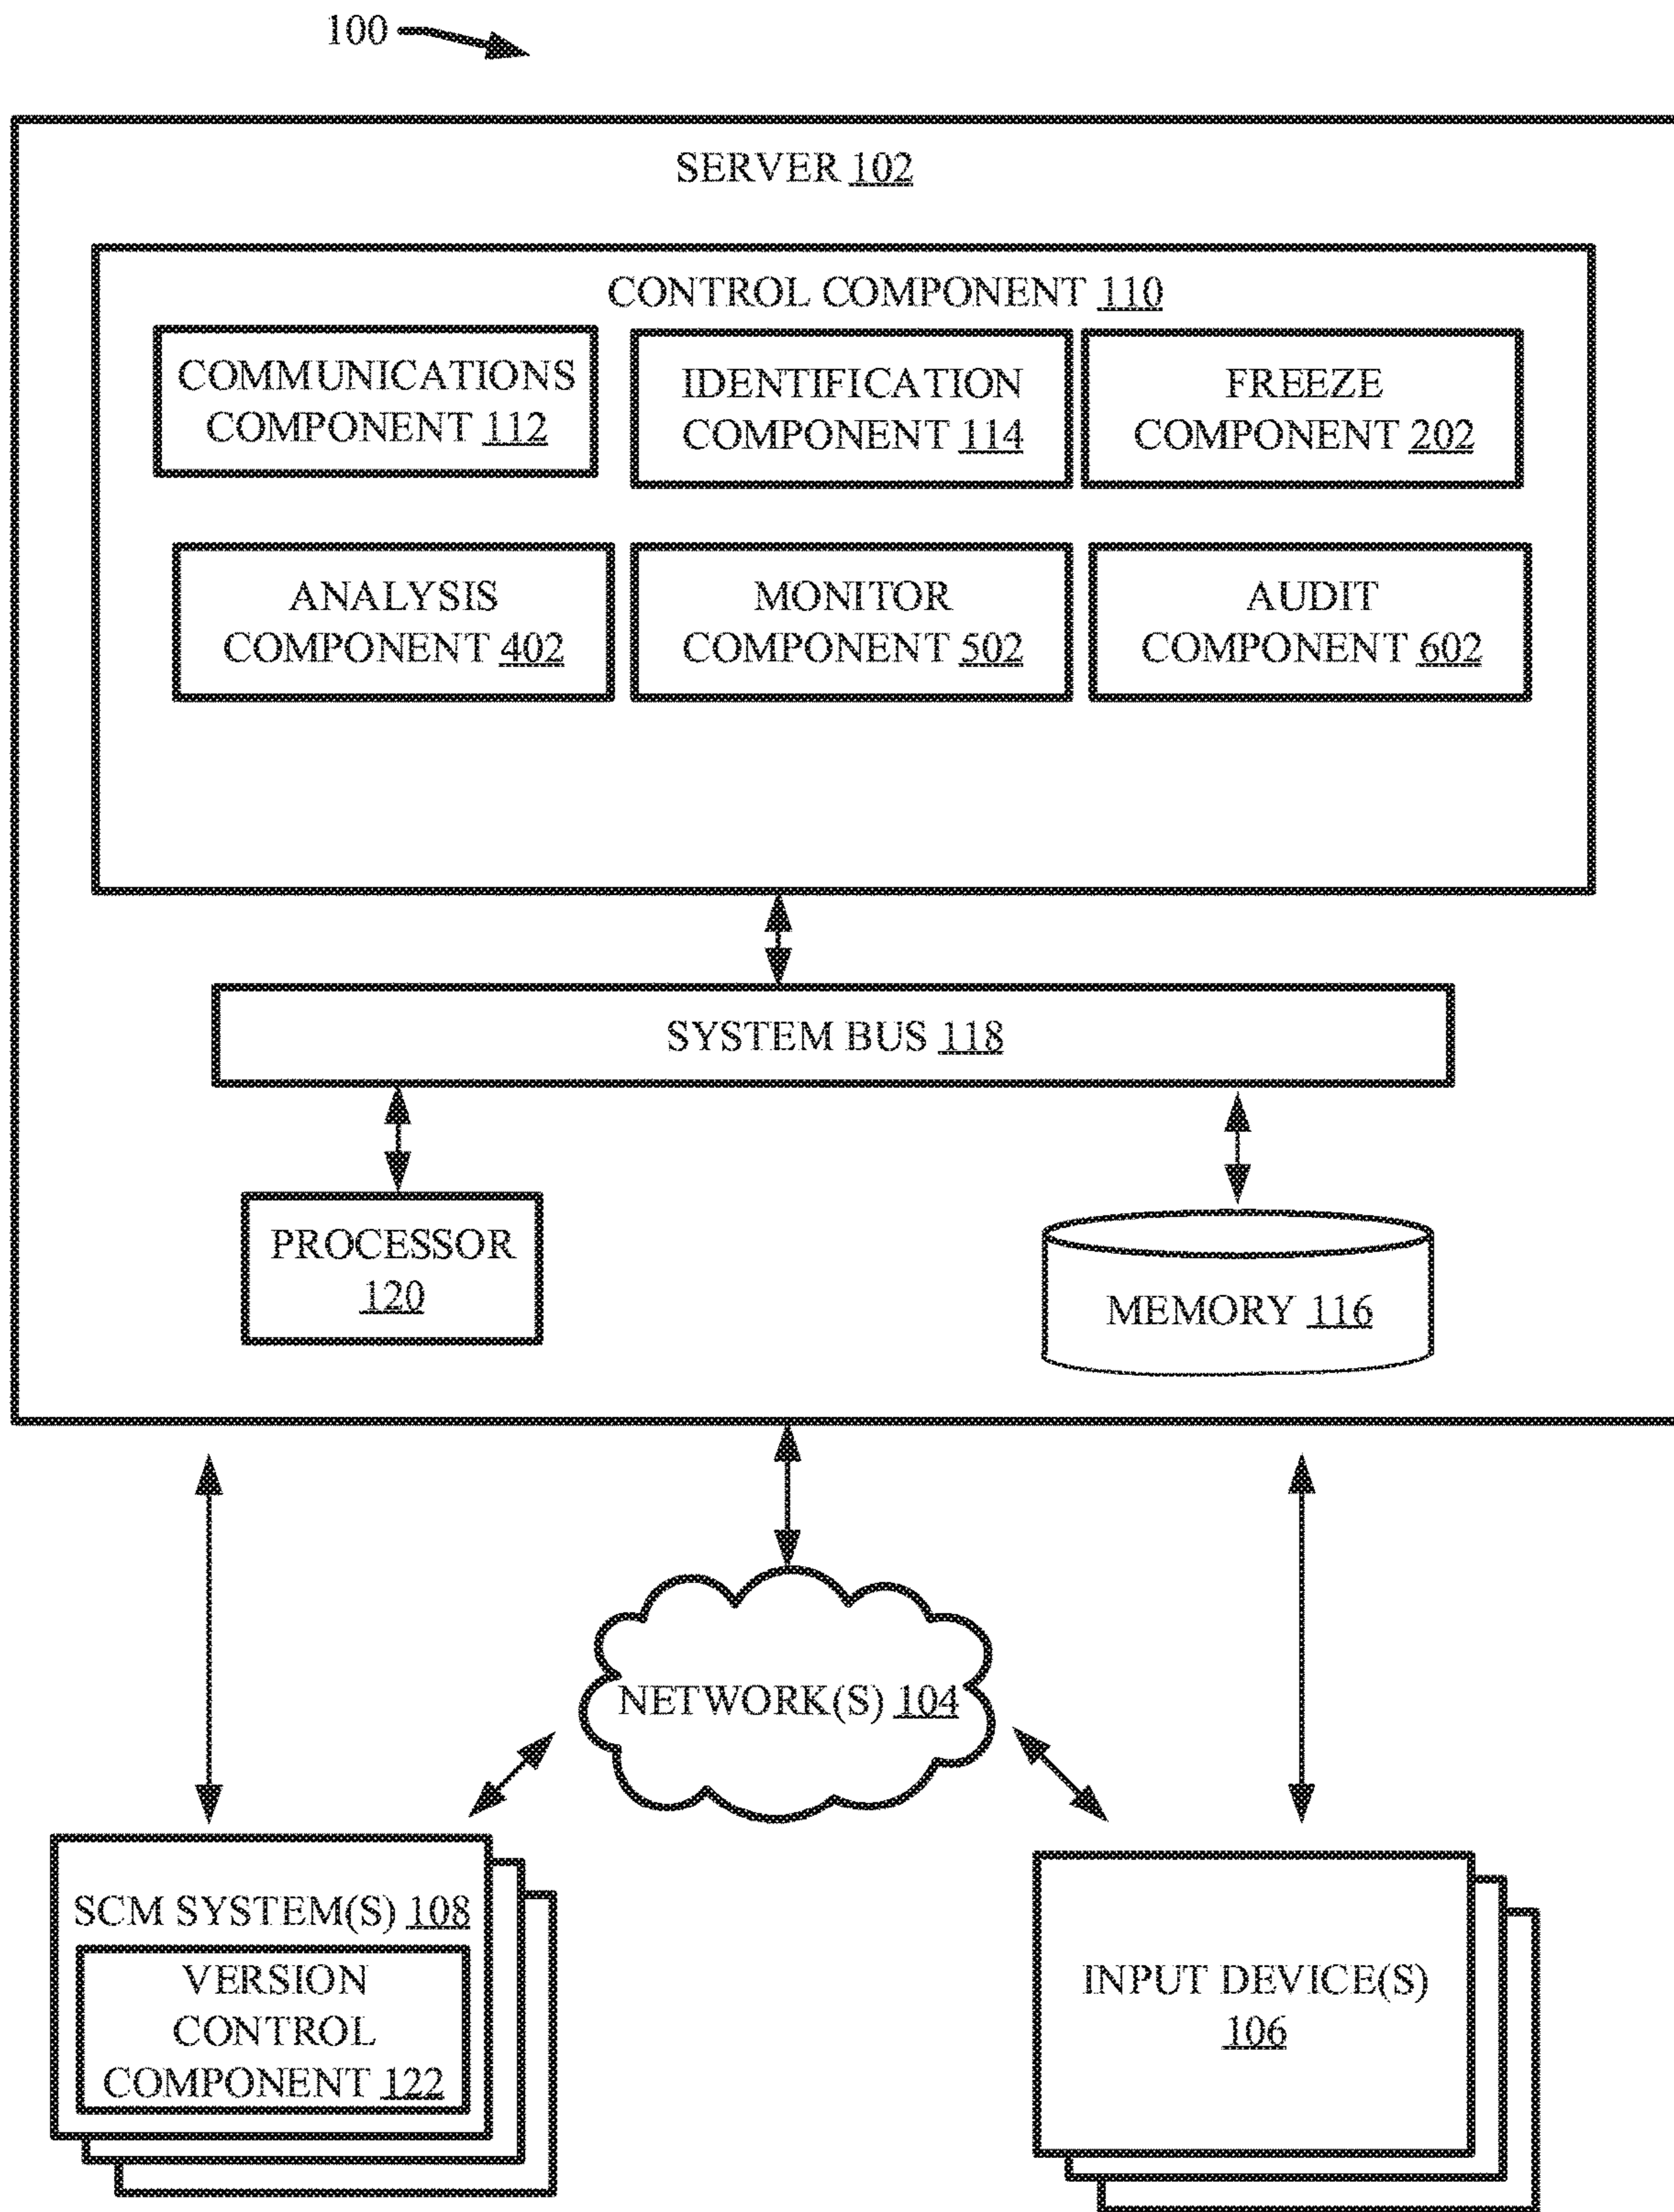 100
SERVER 102
CONTROL COMPONENT 110
COMMUNICATIONS
COMPONENT 112
IDENTIFICATION
COMPONENT 114
FREEZE
COMPONENT 202
ANALYSIS
COMPONENT 402
MONITOR
COMPONENT 502
AUDIT
COMPONENT 602
SYSTEM BUS 118
PROCESSOR
120
MEMORY 116
NETWORK(S) 104
SCM SYSTEM(S) 108
VERSION
CONTROL
COMPONENT 122
INPUT DEVICE(S)
106